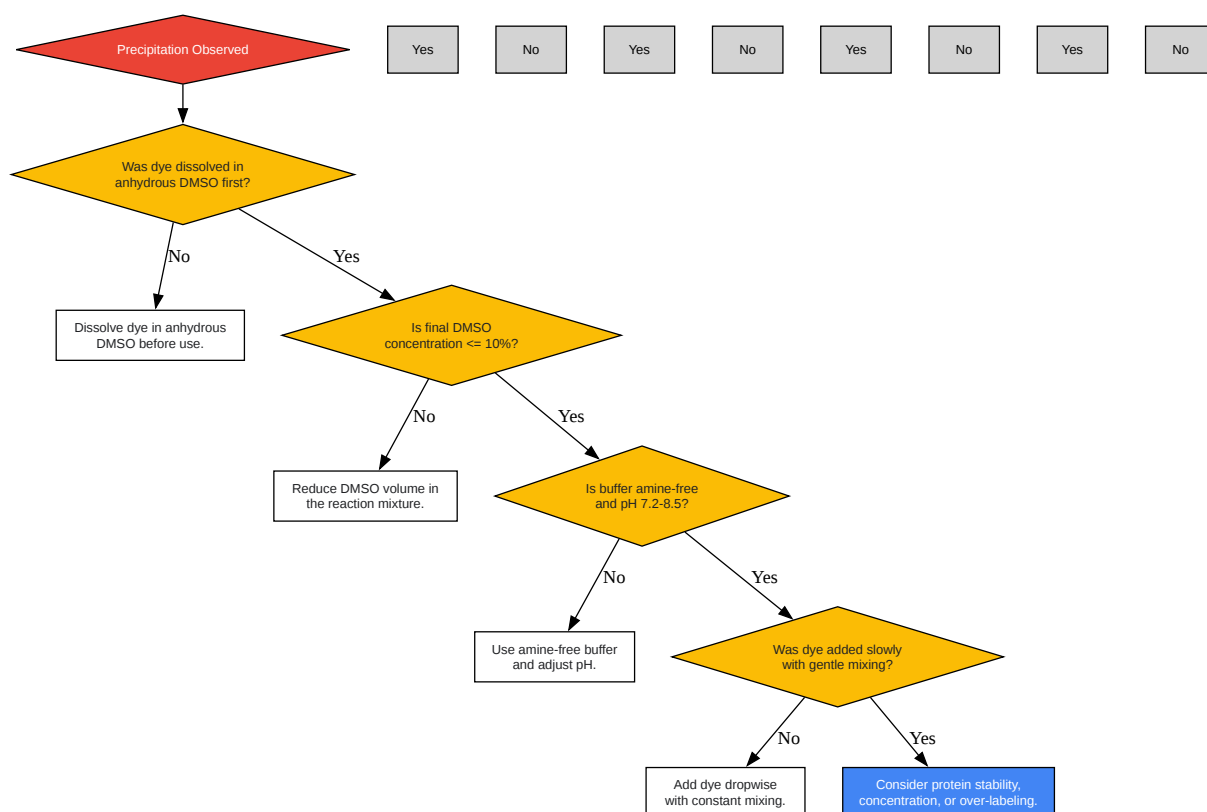 Precipitation Observed
Yes
No
Yes
No
Yes
No
Yes
No
Was dye dissolved in
anhydrous DMSO first?
No
Yes
Dissolve dye in anhydrous
DMSO before use.
Is final DMSO
concentration <= 10%?
No
Yes
Reduce DMSO volume in
the reaction mixture.
Is buffer amine-free
and pH 7.2-8.5?
No
Yes
Use amine-free buffer
and adjust pH.
Was dye added slowly
with gentle mixing?
No
Yes
Add dye dropwise
with constant mixing.
Consider protein stability,
concentration, or over-labeling.